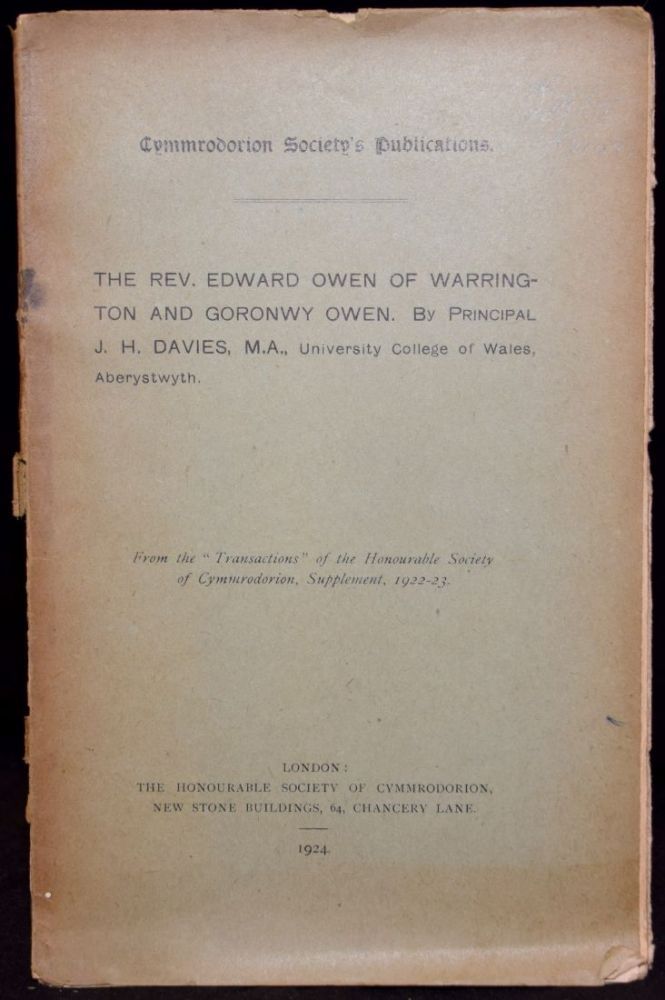 Cymmrodorion Society's Publications.
THE REV. EDWARD OWEN OF WARRING-
TON AND GORONWY OWEN. By PRINCIPAL
J. H. DAVIES, M.A., University College of Wales,
Aberystwyth.
From the "Transactions" of the Honourable Society
of Cymmrodorion, Supplement, 1922-23.
LONDON:
THE HONOURABLE SOCIETY OF CYMMRODORION,
NEW STONE BUILDINGS, 64, CHANCERY LANE.
1924.